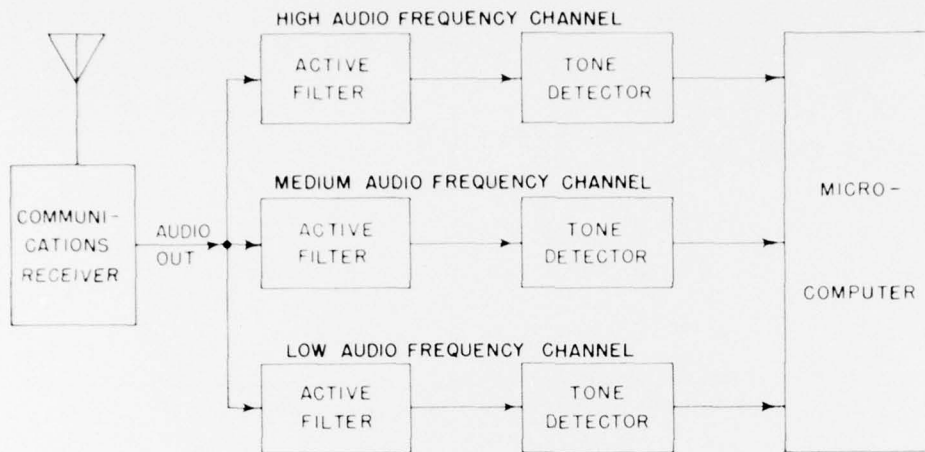 HIGH AUDIO FREQUENCY CHANNEL
ACTIVE
FILTER
TONE
DETECTOR
MEDIUM AUDIO FREQUENCY CHANNEL
COMMUNI-
CATIONS
RECEIVER
AUDIO
OUT
ACTIVE
FILTER
TONE
DETECTOR
MICRO-
COMPUTER
LOW AUDIO FREQUENCY CHANNEL
ACTIVE
FILTER
TONE
DETECTOR